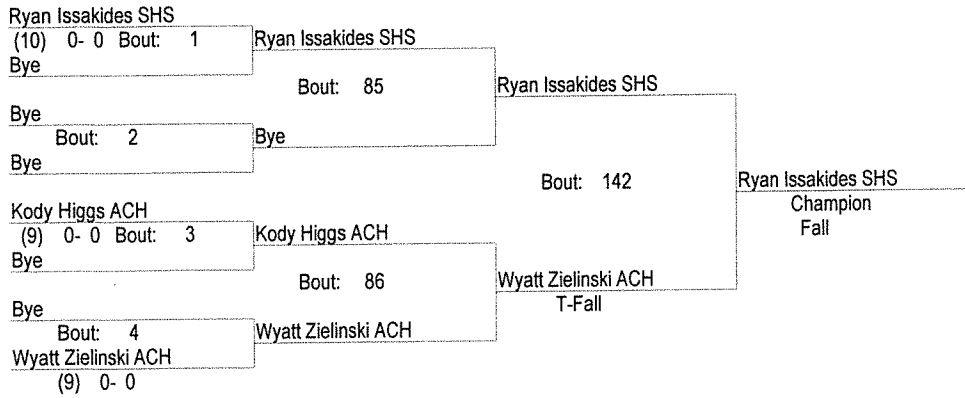 Ryan Issakides SHS
(10) 0- 0 Bout: 1
Bye
Ryan Issakides SHS
Bout: 85
Bye
Bout: 2
Bye
Bye
Ryan Issakides SHS
Bout: 142
Ryan Issakides SHS
Champion
Fall
Kody Higgs ACH
(9) 0- 0 Bout: 3
Bye
Kody Higgs ACH
Bout: 86
Bye
Bout: 4
Wyatt Zielinski ACH
(9) 0- 0
Wyatt Zielinski ACH
Wyatt Zielinski ACH
T-Fall